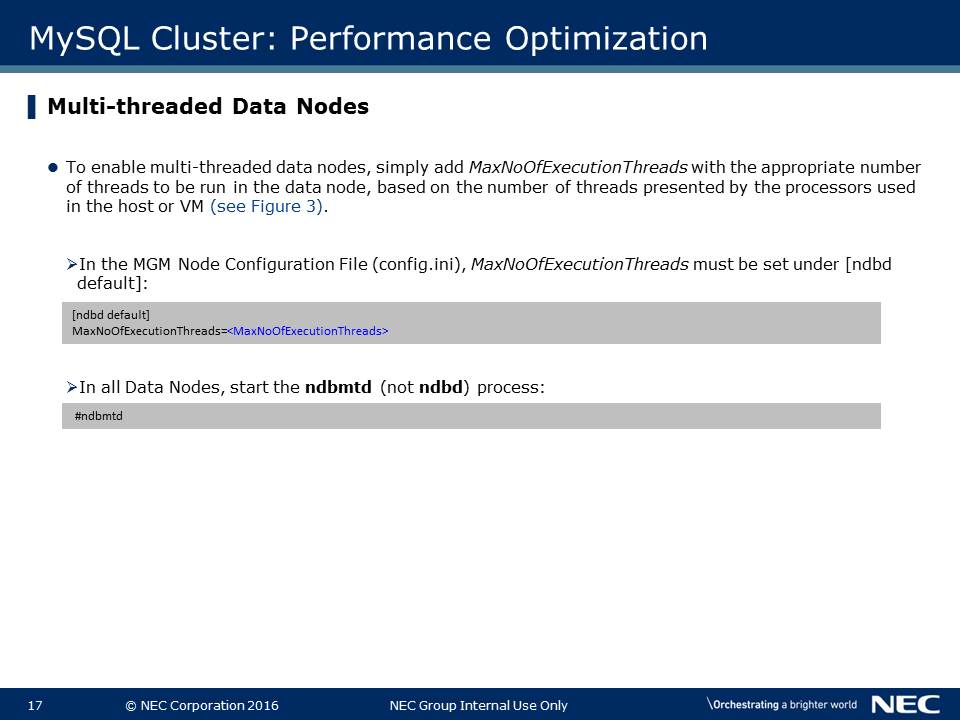 MySQL Cluster: Performance Optimization
Multi-threaded Data Nodes
To enable multi-threaded data nodes, simply add MaxNoOfExecutionThreads with the appropriate number
of threads to be run in the data node, based on the number of threads presented by the processors used
in the host or VM (see Figure 3).
In the MGM Node Configuration File (config.ini), MaxNoOfExecutionThreads must be set under [ndbd
default]:
[ndbd default]
MaxNoOfExecutionThreads=<MaxNoOfExecutionThreads>
In all Data Nodes, start the ndbmtd (not ndbd) process:
#ndbmtd
17 © NEC Corporation 2016 NEC Group Internal Use Only \Orchestrating a brighter world NEC